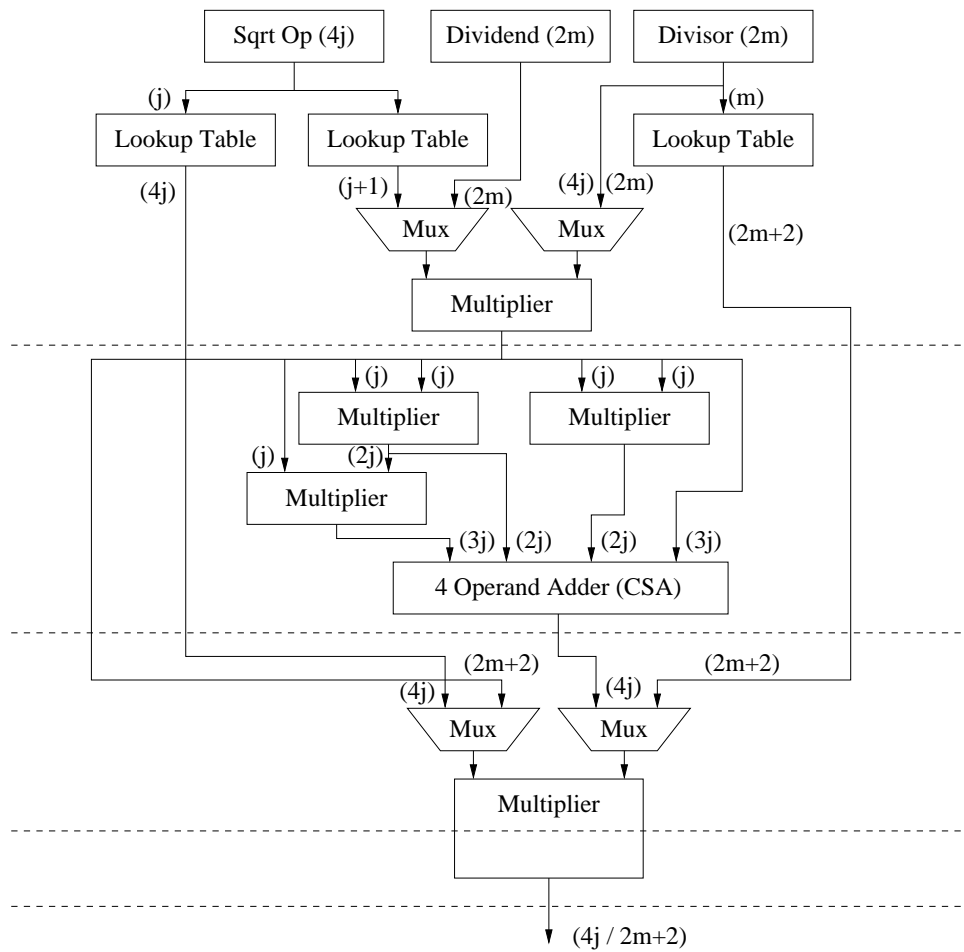 Sqrt Op (4j)
Dividend (2m)
Divisor (2m)
(j)
(m)
Lookup Table
Lookup Table
Lookup Table
(4j)
(j+1)
(2m)
(4j)
(2m)
Mux
Mux
(2m+2)
Multiplier
(j)
(j)
(j)
(j)
Multiplier
Multiplier
(j)
(2j)
Multiplier
(3j)
(2j)
(2j)
(3j)
4 Operand Adder (CSA)
(2m+2)
(2m+2)
(4j)
(4j)
Mux
Mux
Multiplier
(4j / 2m+2)